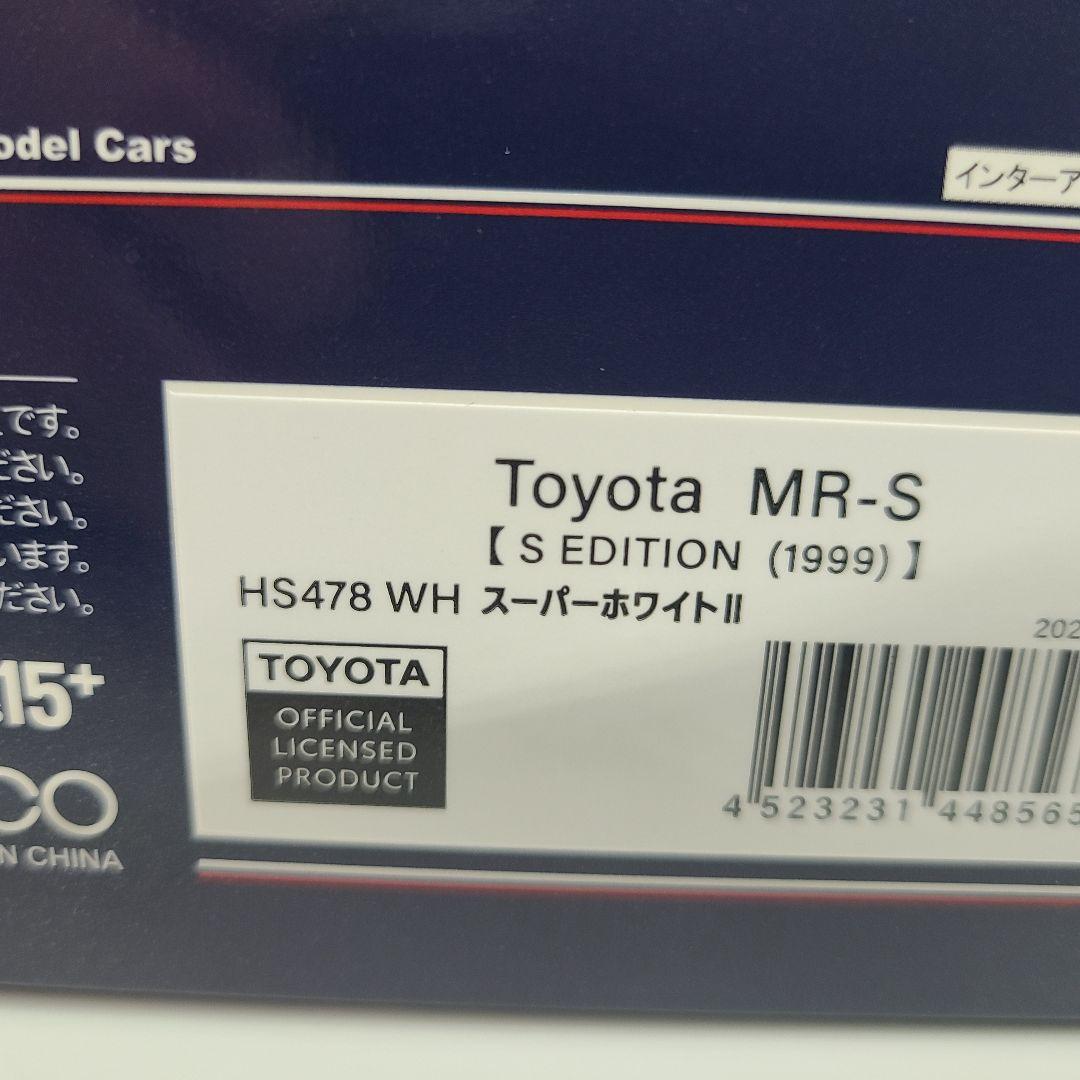 odel Cars
インターア
です。
ださい。
ださい。
います。
ださい。
15+
CO
N CHINA
Toyota MR-S
【 S EDITION (1999) 】
HS478 WH スーパーホワイトII
202
TOYOTA
OFFICIAL
LICENSED
PRODUCT
4 523231 448565